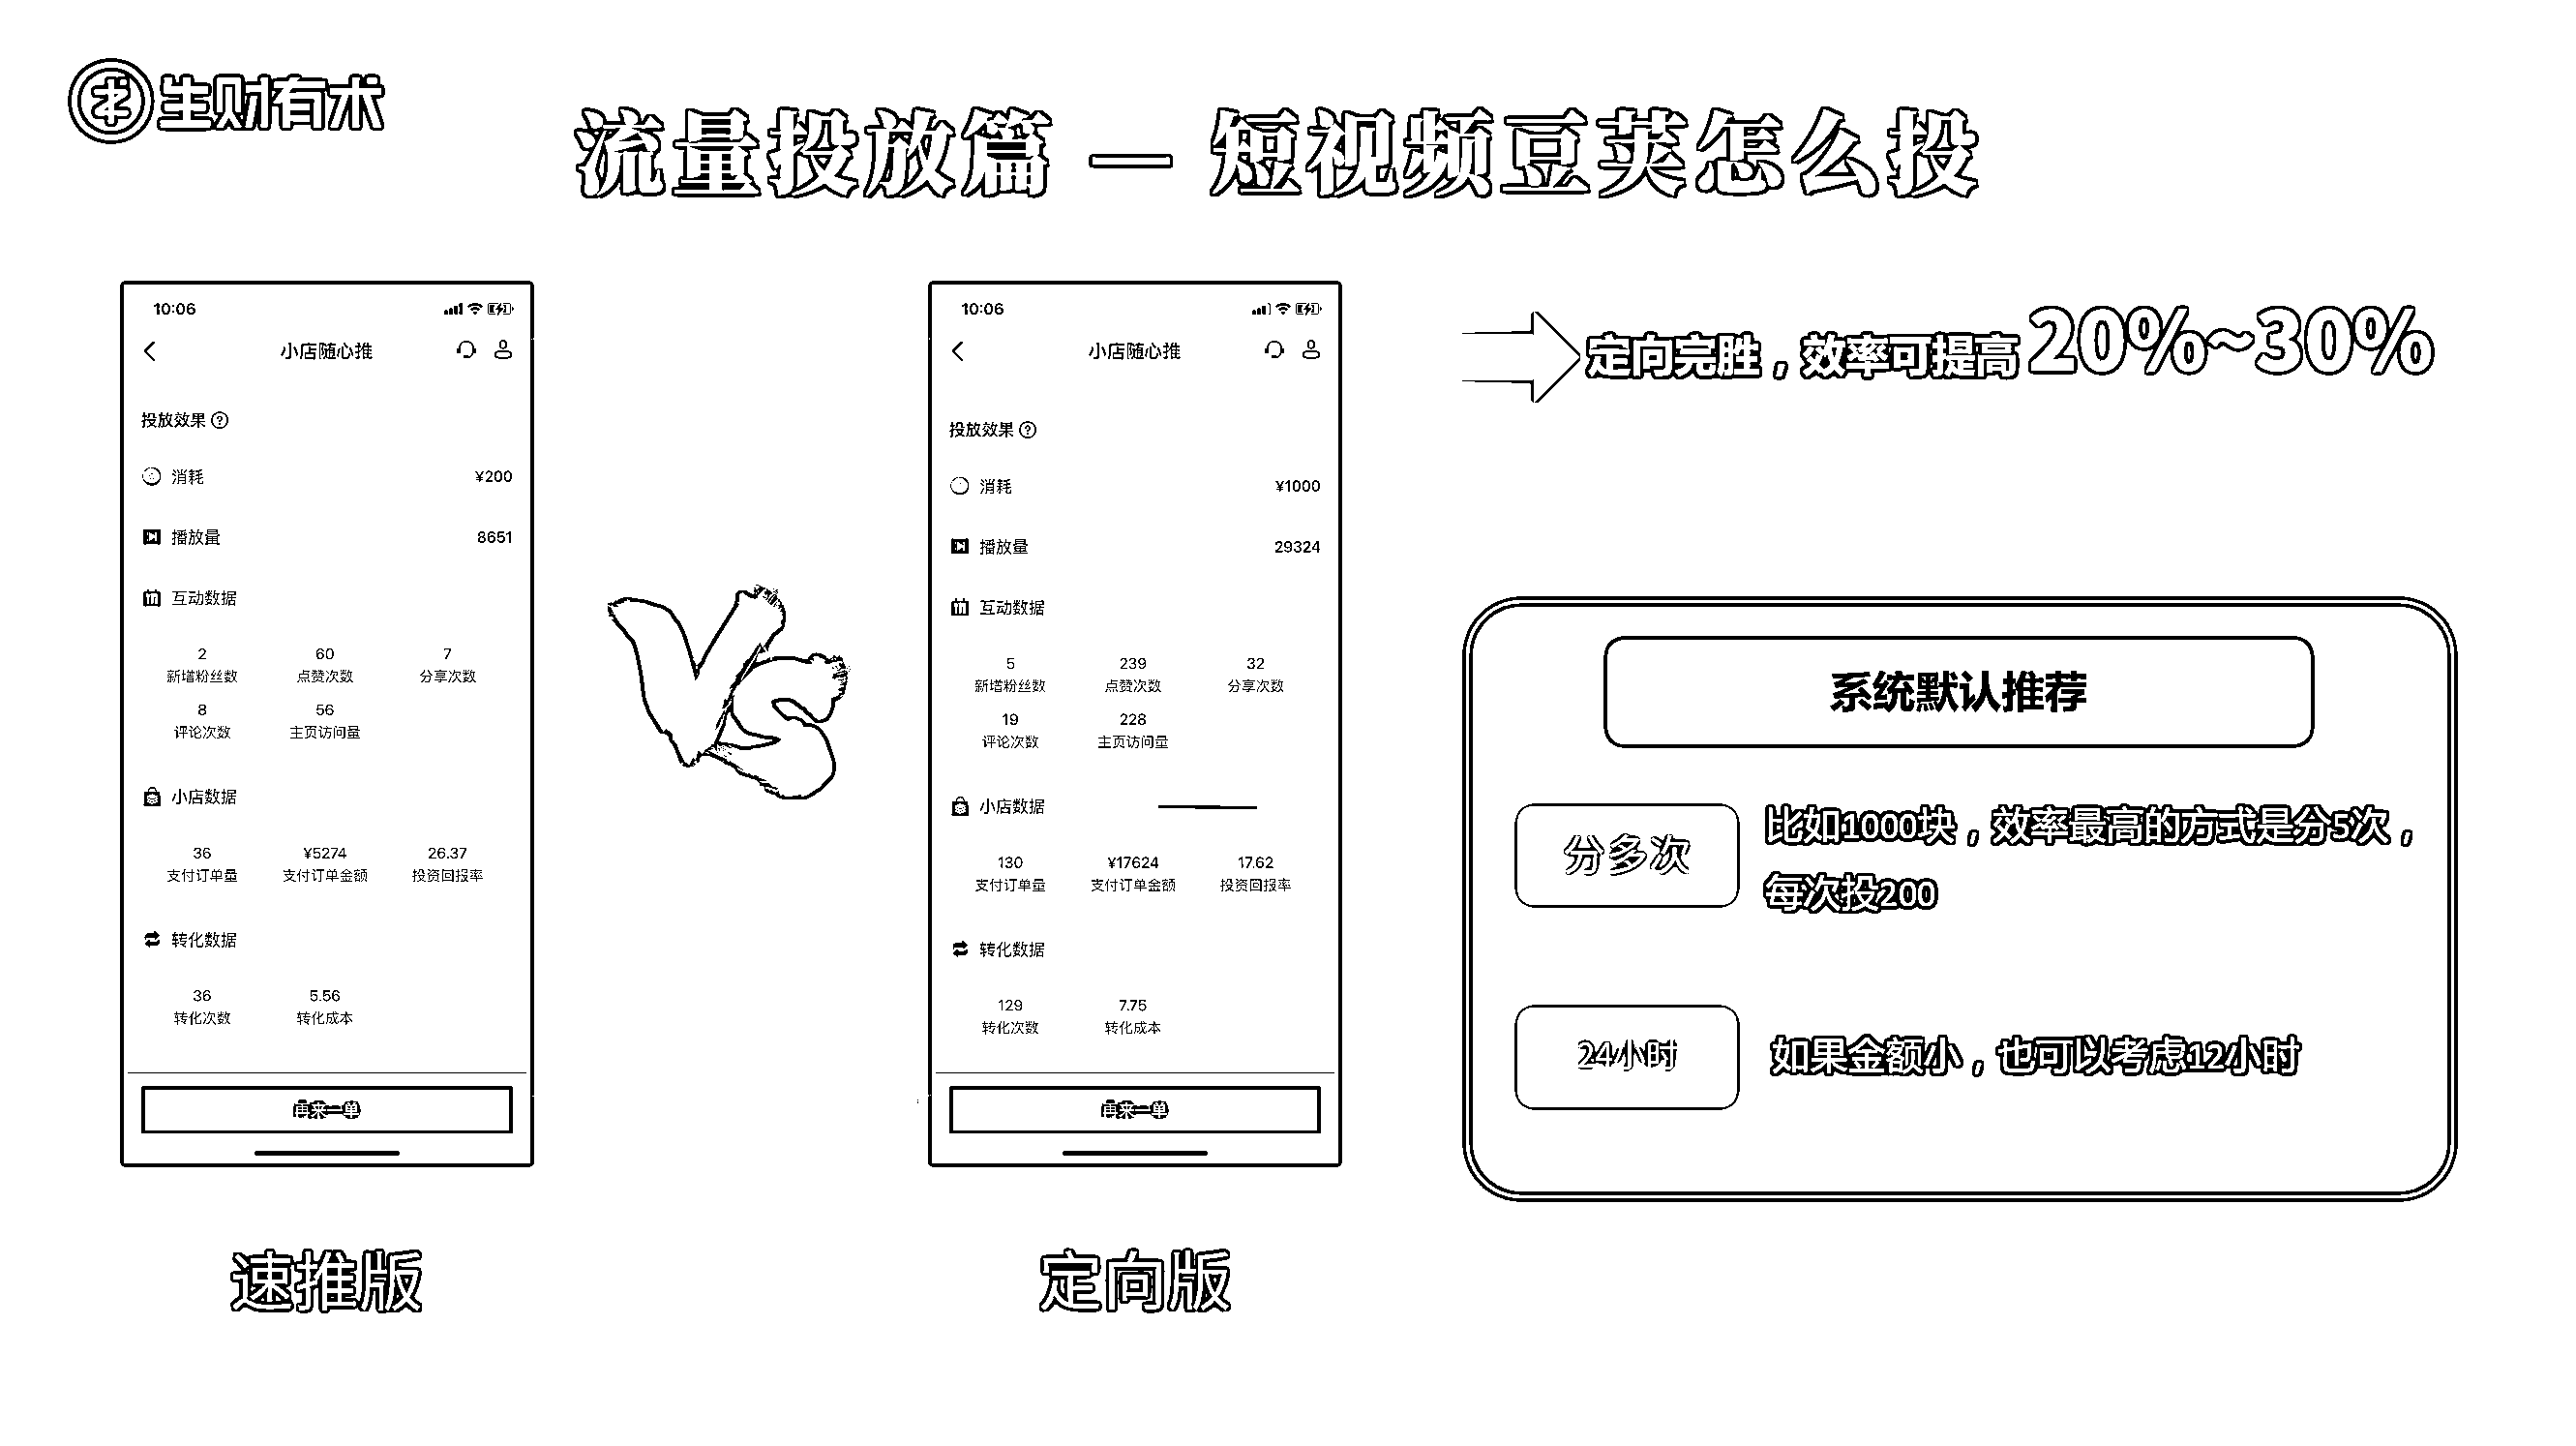 生财有术
流量投放篇 — 短视频豆荚怎么投
10:06
小店随心推
投放效果 ?
消耗 ¥200
播放量 8651
互动数据
2 60 7
新增粉丝数 点赞次数 分享次数
8 56
评论次数 主页访问量
小店数据
36 ¥5274 26.37
支付订单量 支付订单金额 投资回报率
转化数据
36 5.56
转化次数 转化成本
再来一单
速推版
VS
10:06
小店随心推
投放效果 ?
消耗 ¥1000
播放量 29324
互动数据
5 239 32
新增粉丝数 点赞次数 分享次数
19 228
评论次数 主页访问量
小店数据
130 ¥17624 17.62
支付订单量 支付订单金额 投资回报率
转化数据
129 7.75
转化次数 转化成本
再来一单
定向版
定向完胜，效率可提高20%~30%
系统默认推荐
分多次
比如1000块，效率最高的方式是分5次，
每次投200
24小时
如果金额小，也可以考虑12小时